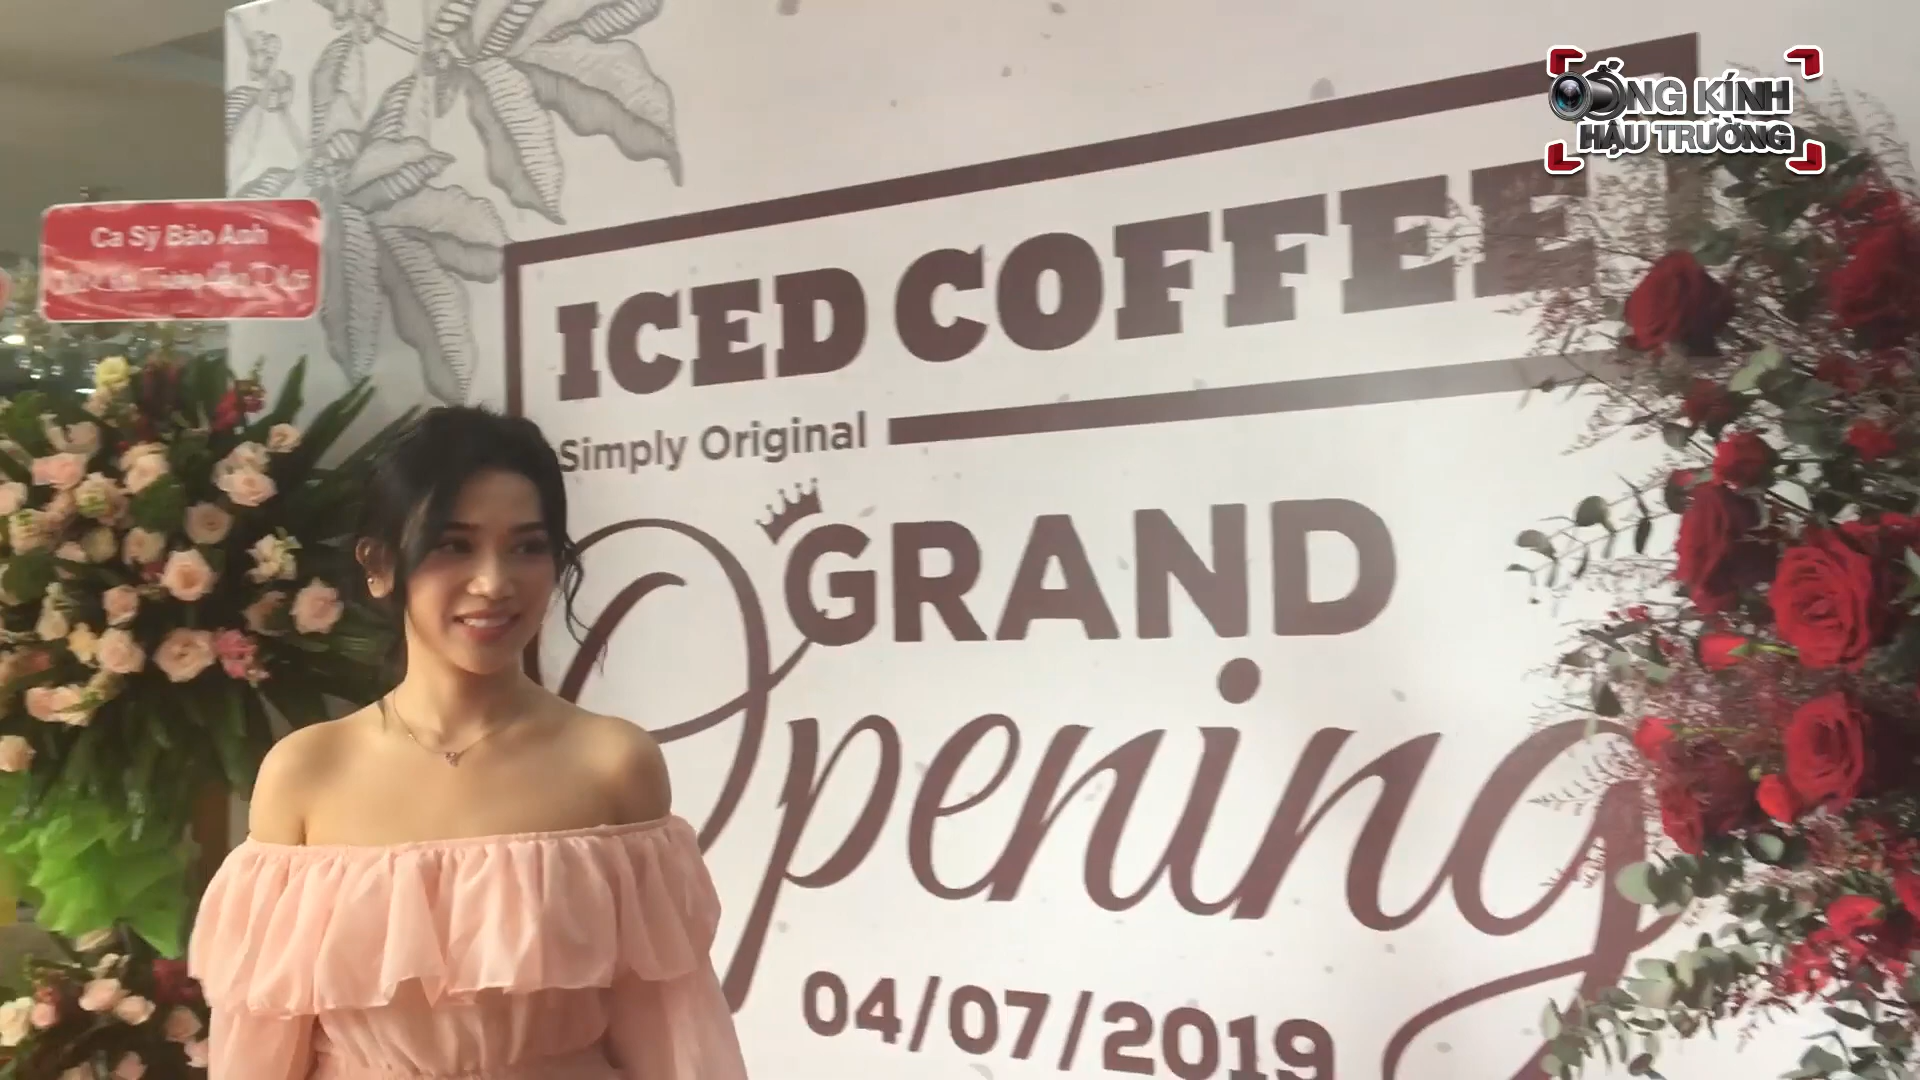 ỐNG KÍNH
HẬU TRƯỜNG
Ca Sỹ Bảo Anh
ICED COFFEE
Simply Original
GRAND
Opening
04/07/2019